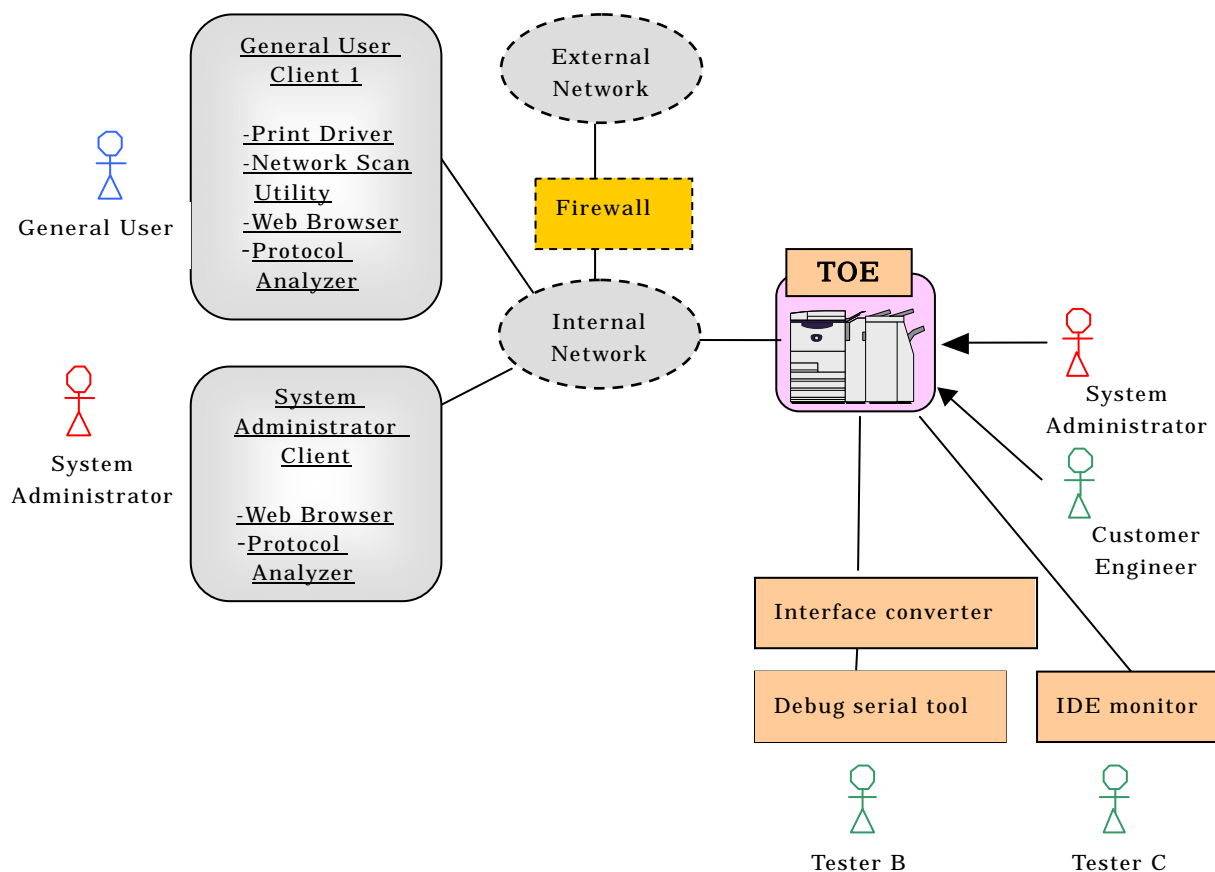 General User
Client 1
-Print Driver
-Network Scan
Utility
-Web Browser
-Protocol
Analyzer
General User
External
Network
Firewall
Internal
Network
TOE
System
Administrator
System
Administrator
Client
-Web Browser
-Protocol
Analyzer
System
Administrator
Customer
Engineer
Interface converter
Debug serial tool
IDE monitor
Tester B
Tester C